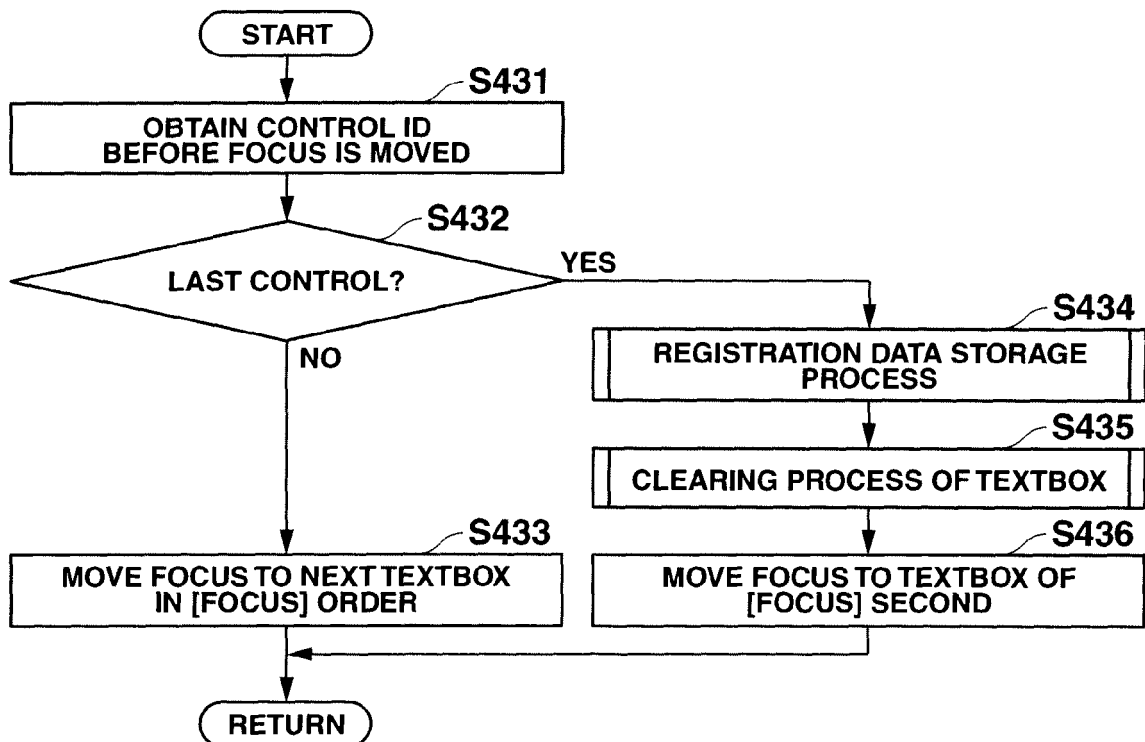 START
S431
OBTAIN CONTROL ID
BEFORE FOCUS IS MOVED
S432
LAST CONTROL?
YES
NO
S434
REGISTRATION DATA STORAGE
PROCESS
S435
CLEARING PROCESS OF TEXTBOX
S433
MOVE FOCUS TO NEXT TEXTBOX
IN [FOCUS] ORDER
S436
MOVE FOCUS TO TEXTBOX OF
[FOCUS] SECOND
RETURN